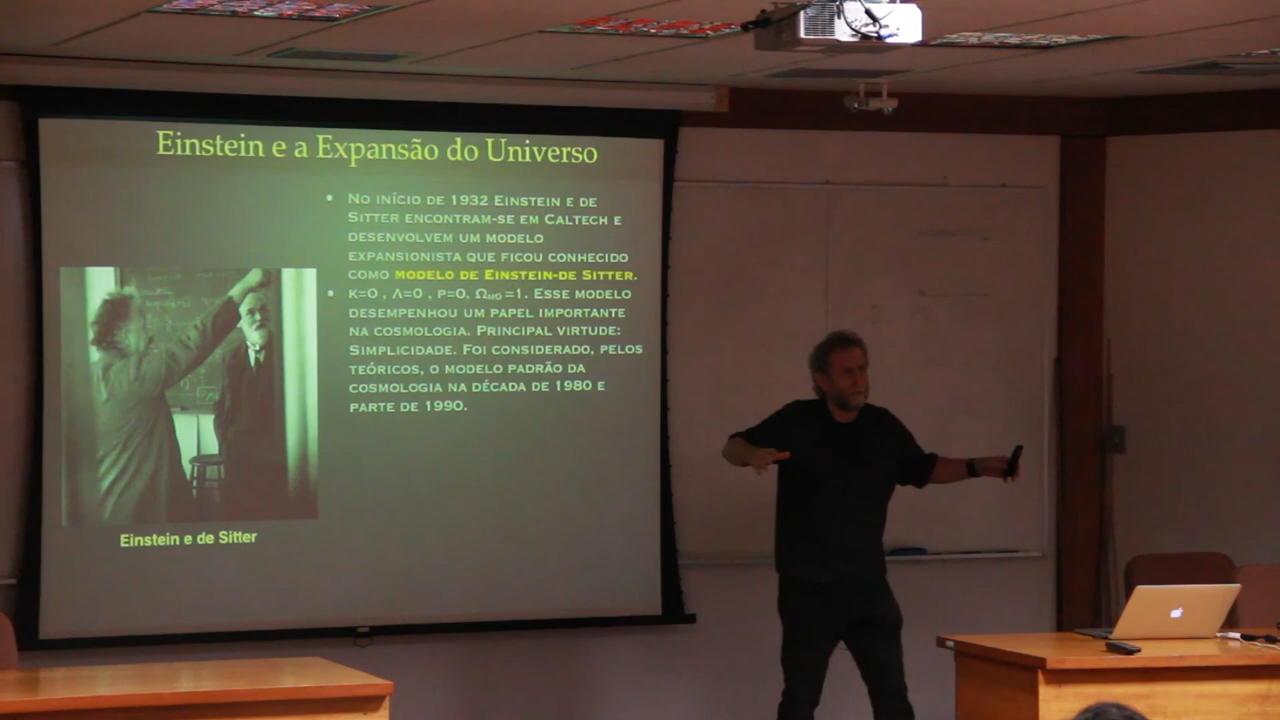 Einstein e a Expansão do Universo
• No início de 1932 Einstein e de
Sitter encontram-se em Caltech e
desenvolvem um modelo
expansionista que ficou conhecido
como modelo de Einstein-de Sitter.
• k=0 , Λ=0 , p=0, Ωₘ₀ =1. Esse modelo
desempenhou um papel importante
na cosmologia. Principal virtude:
Simplicidade. Foi considerado, pelos
teóricos, o modelo padrão da
cosmologia na década de 1980 e
parte de 1990.
Einstein e de Sitter